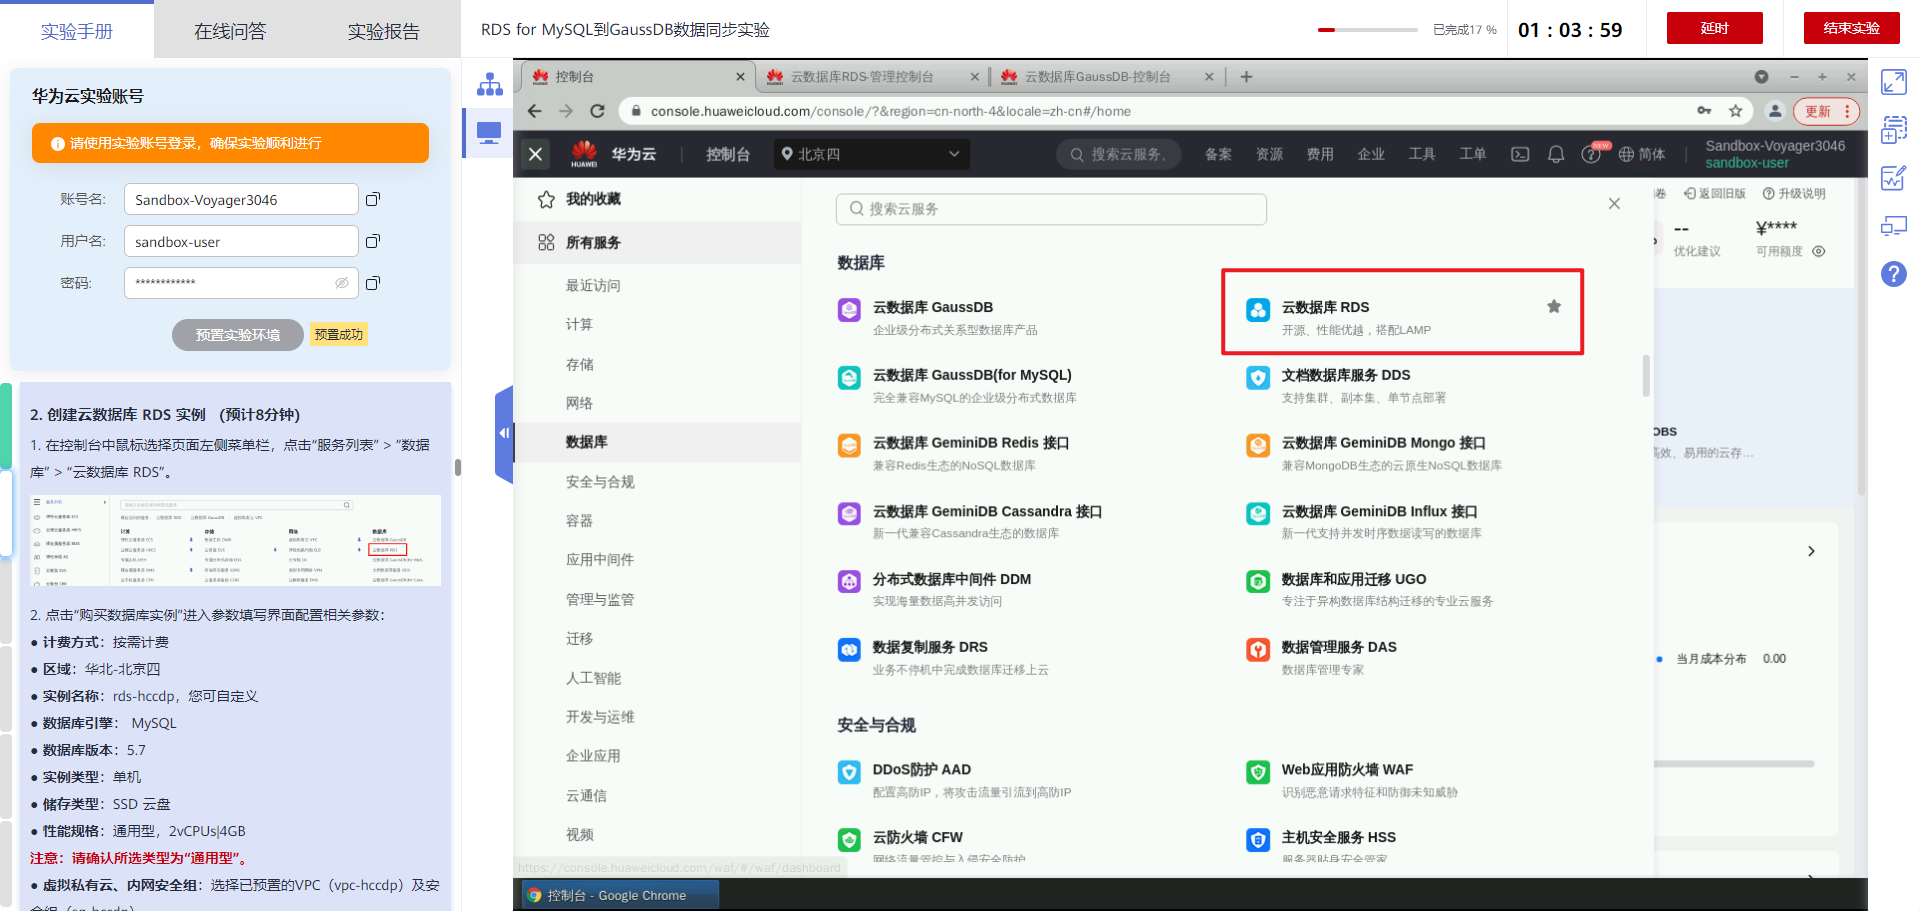 实验手册
在线问答
实验报告
RDS for MySQL到GaussDB数据同步实验
已完成17 %
01 : 03 : 59
延时
结束实验
华为云实验账号
请使用实验账号登录，确保实验顺利进行
账号名: Sandbox-Voyager3046
用户名: sandbox-user
密码: ************
预置实验环境
预置成功
2. 创建云数据库 RDS 实例 （预计8分钟)
1. 在控制台中鼠标选择页面左侧菜单栏，点击“服务列表” > “数据
库” > “云数据库 RDS”。
2. 点击“购买数据库实例”进入参数填写界面配置相关参数：
● 计费方式：按需计费
● 区域：华北-北京四
● 实例名称：rds-hccdp，您可自定义
● 数据库引擎： MySQL
● 数据库版本：5.7
● 实例类型：单机
● 储存类型：SSD 云盘
● 性能规格：通用型，2vCPUs|4GB
注意：请确认所选类型为“通用型”。
● 虚拟私有云、内网安全组：选择已预置的VPC（vpc-hccdp）及安
控制台
云数据库RDS-管理控制台
云数据库GaussDB-控制台
console.huaweicloud.com/console/?&region=cn-north-4&locale=zh-cn#/home
更新
HUAWEI
华为云
控制台
北京四
搜索云服务、
备案
资源
费用
企业
工具
工单
NEW
简体
Sandbox-Voyager3046
sandbox-user
我的收藏
所有服务
最近访问
计算
存储
网络
数据库
安全与合规
容器
应用中间件
管理与监管
迁移
人工智能
开发与运维
企业应用
云通信
视频
搜索云服务
数据库
云数据库 GaussDB
企业级分布式关系型数据库产品
云数据库 RDS
开源、性能优越，搭配LAMP
云数据库 GaussDB(for MySQL)
完全兼容MySQL的企业级分布式数据库
文档数据库服务 DDS
支持集群、副本集、单节点部署
云数据库 GeminiDB Redis 接口
兼容Redis生态的NoSQL数据库
云数据库 GeminiDB Mongo 接口
兼容MongoDB生态的云原生NoSQL数据库
云数据库 GeminiDB Cassandra 接口
新一代兼容Cassandra生态的数据库
云数据库 GeminiDB Influx 接口
新一代支持并发时序数据读写的数据库
分布式数据库中间件 DDM
实现海量数据高并发访问
数据库和应用迁移 UGO
专注于异构数据库结构迁移的专业云服务
数据复制服务 DRS
业务不停机中完成数据库迁移上云
数据管理服务 DAS
数据库管理专家
安全与合规
DDoS防护 AAD
配置高防IP，将攻击流量引流到高防IP
Web应用防火墙 WAF
识别恶意请求特征和防御未知威胁
云防火墙 CFW
网络流量管控与入侵安全防护
主机安全服务 HSS
服务器贴身安全管家
卷
返回旧版
升级说明
--
优化建议
¥****
可用额度
OBS
高效、易用的云存...
当月成本分布 0.00
https://console.huaweicloud.com/waf/#/waf/dashboard
控制台 - Google Chrome